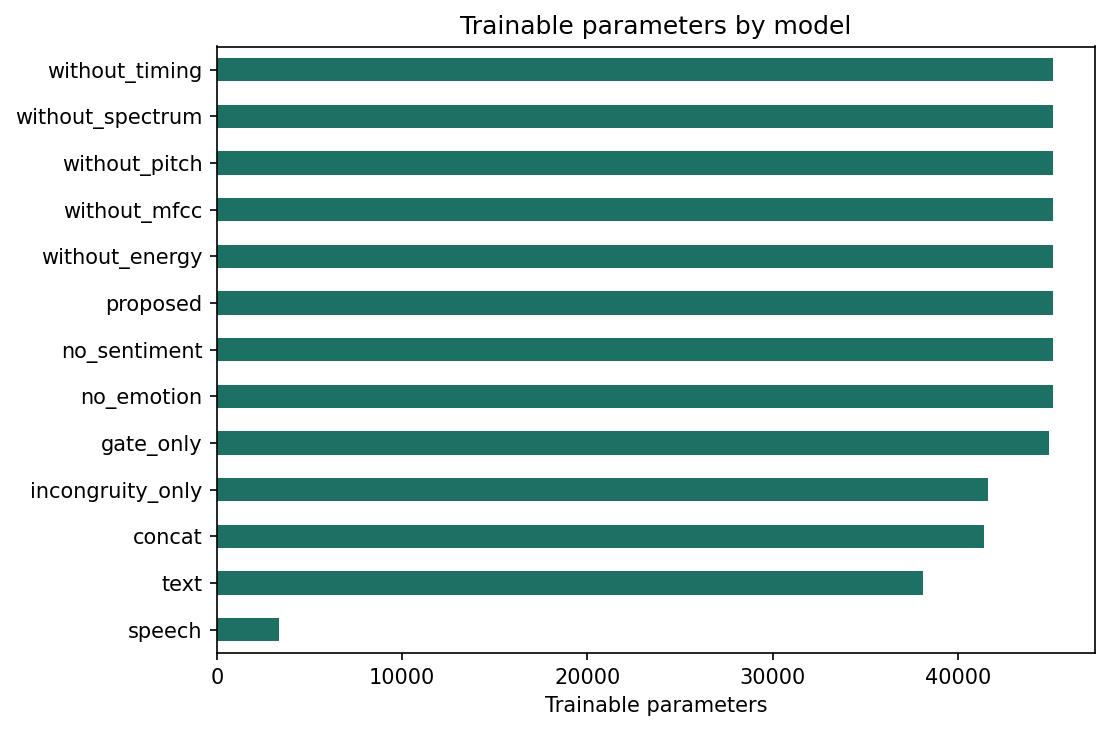 Trainable parameters by model
without_timing
without_spectrum
without_pitch
without_mfcc
without_energy
proposed
no_sentiment
no_emotion
gate_only
incongruity_only
concat
text
speech
0 10000 20000 30000 40000
Trainable parameters